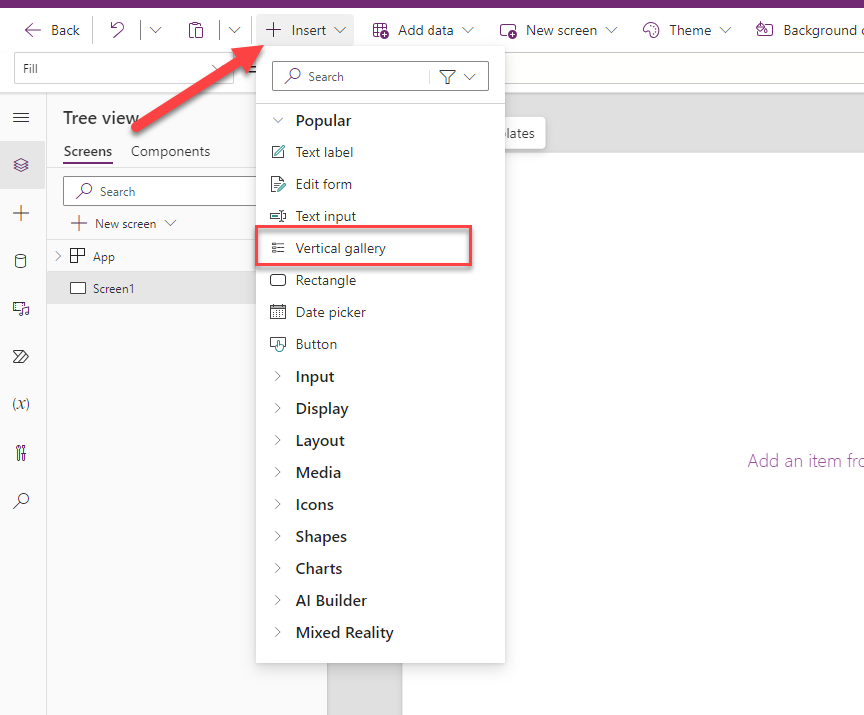 Back
Insert
Add data
New screen
Theme
Background
Fill
=
Search
Tree view
Screens
Components
Search
New screen
App
Screen1
Popular
Text label
Edit form
Text input
Vertical gallery
Rectangle
Date picker
Button
Input
Display
Layout
Media
Icons
Shapes
Charts
AI Builder
Mixed Reality
(x)
Add an item